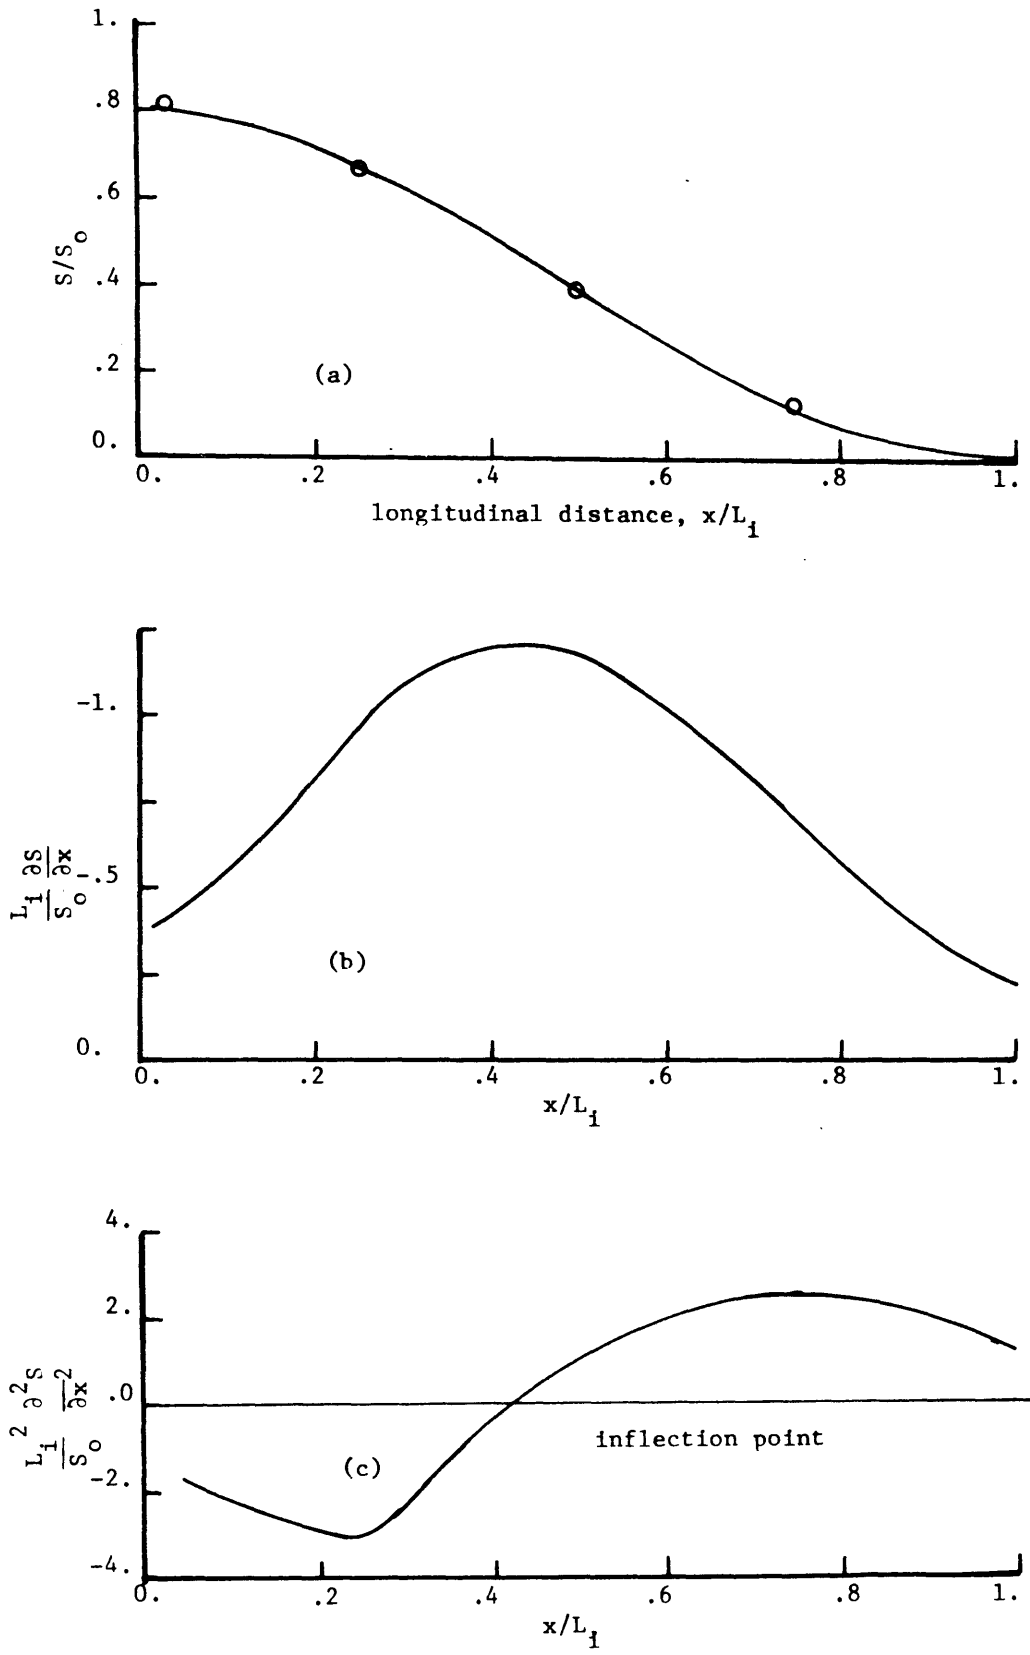 1.
.8
.6
.4
.2
0.
S/S_o
(a)
0. .2 .4 .6 .8 1.
longitudinal distance, x/L_i
-1.
-.5
0.
L_i/S_o ∂S/∂x
(b)
0. .2 .4 .6 .8 1.
x/L_i
4.
2.
.0
-2.
-4.
L_i^2/S_o ∂^2S/∂x^2
inflection point
(c)
0. .2 .4 .6 .8 1.
x/L_i